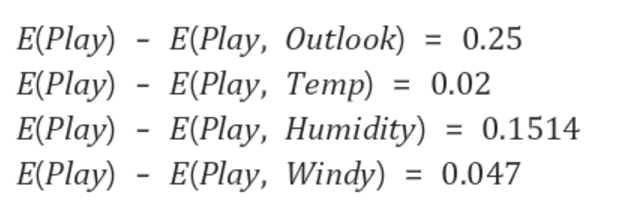 E(Play) – E(Play, Outlook) = 0.25
E(Play) – E(Play, Temp) = 0.02
E(Play) – E(Play, Humidity) = 0.1514
E(Play) – E(Play, Windy) = 0.047